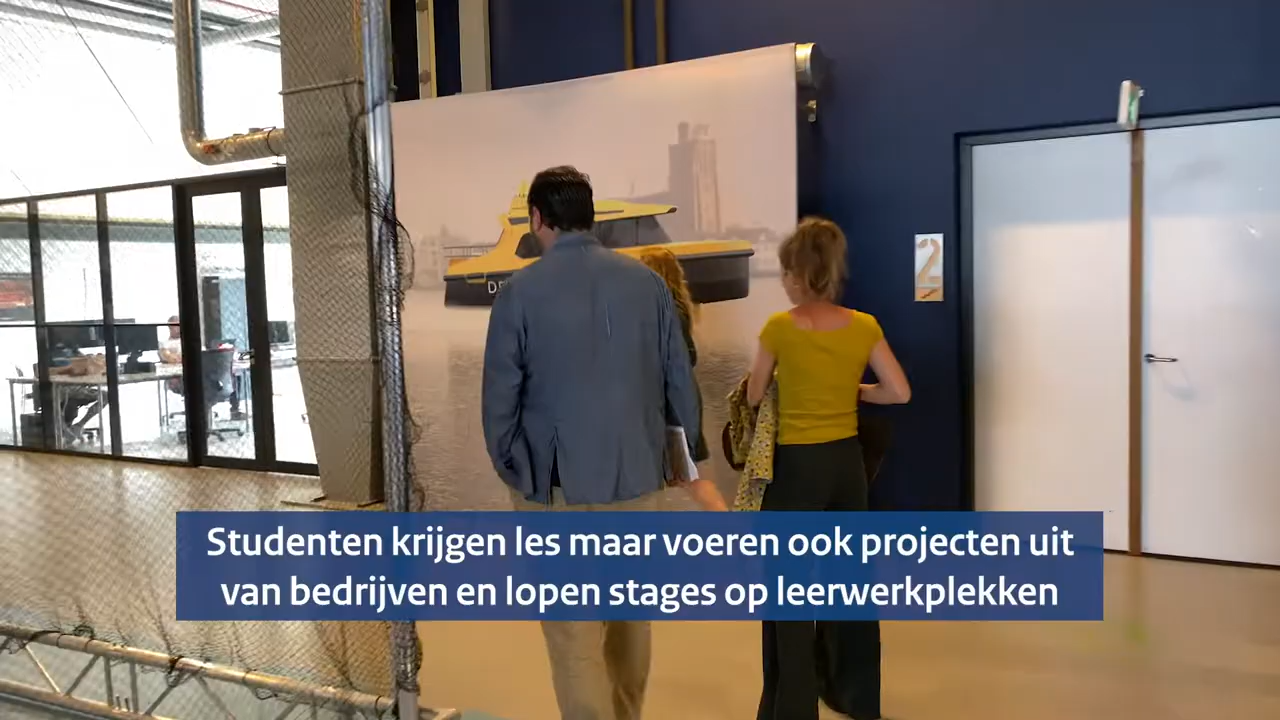 2
Studenten krijgen les maar voeren ook projecten uit
van bedrijven en lopen stages op leerwerkplekken